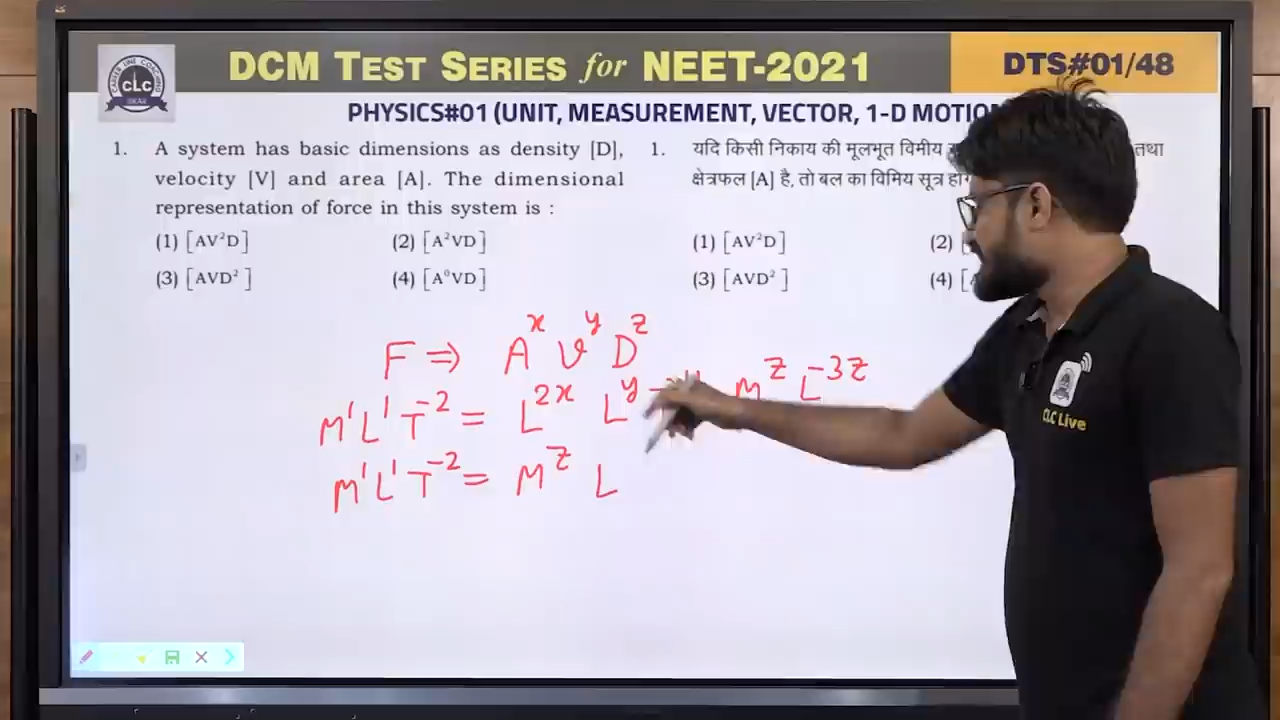 DCM TEST SERIES for NEET-2021
DTS#01/48
CLC
PHYSICS#01 (UNIT, MEASUREMENT, VECTOR, 1-D MOTION
1. A system has basic dimensions as density [D],
velocity [V] and area [A]. The dimensional
representation of force in this system is :
(1) [AV²D] (2) [A²VD]
(3) [AVD²] (4) [A⁰VD]
1. यदि किसी निकाय की मूलभूत विमीय तथा
क्षेत्रफल [A] है, तो बल का विमिय सूत्र
(1) [AV²D] (2) [
(3) [AVD²] (4) [
F ⇒ A^x v^y D^z
M¹L¹T⁻² = L^2x L^y M^z L^-3z
M¹L¹T⁻² = M^z L
CLC Live